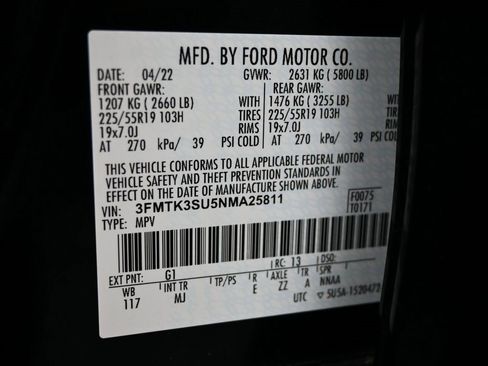 MFD. BY FORD MOTOR CO.
DATE: 04/22 GVWR: 2631 KG ( 5800 LB)
FRONT GAWR: REAR GAWR:
1207 KG ( 2660 LB) WITH 1476 KG ( 3255 LB) WITH
225/55R19 103H TIRES 225/55R19 103H TIRES
19x7.0J RIMS 19x7.0J RIMS
AT 270 kPa/ 39 PSI COLD AT 270 kPa/ 39 PSI COLD
THIS VEHICLE CONFORMS TO ALL APPLICABLE FEDERAL MOTOR
VEHICLE SAFETY AND THEFT PREVENTION STANDARDS IN
EFFECT ON THE DATE OF MANUFACTURE SHOWN ABOVE.
VIN: 3FMTK3SU5NMA25811 F0075
TYPE: MPV T0171
EXT PNT: G1 RC: 13 DSO:
WB INT TR TP/PS R AXLE TR SPR
117 MJ E ZZ A NNAA
UTC 5U5A-1520472